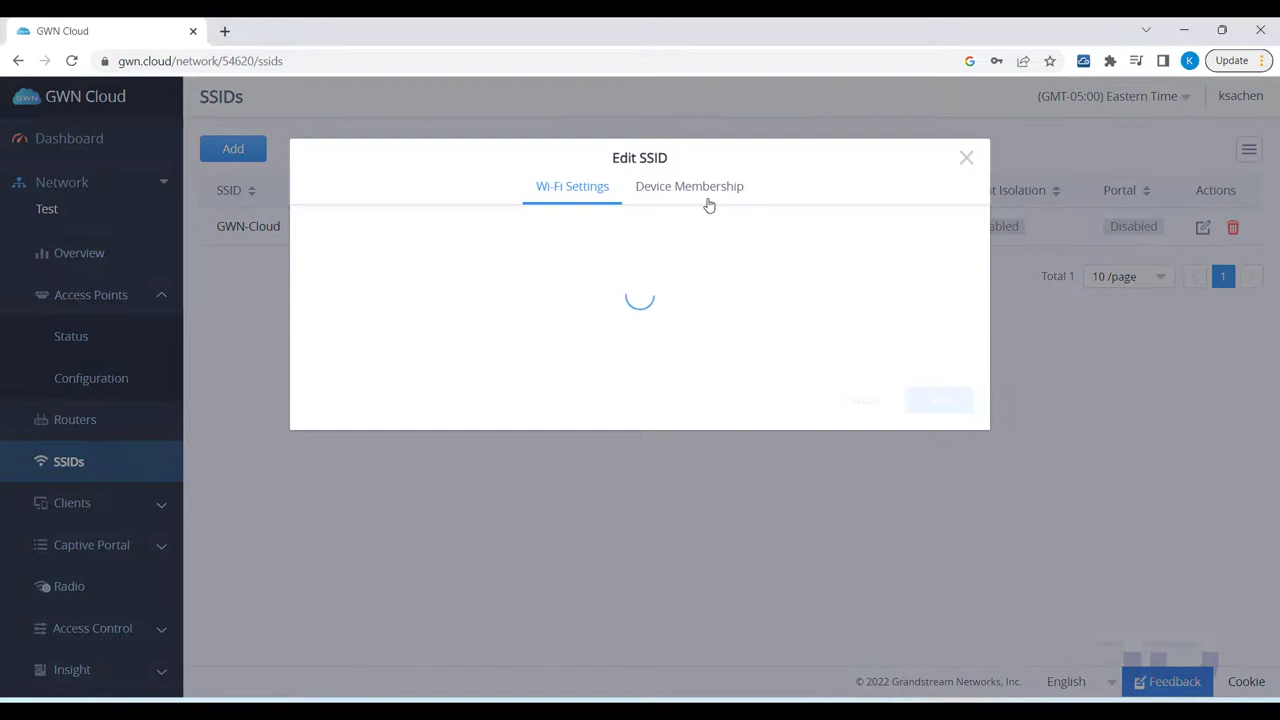 GWN Cloud
gwn.cloud/network/54620/ssids
K
Update
GWN GWN Cloud
SSIDs
(GMT-05:00) Eastern Time
ksachen
Dashboard
Network
Test
Overview
Access Points
Status
Configuration
Routers
SSIDs
Clients
Captive Portal
Radio
Access Control
Insight
Add
SSID
Isolation
Portal
Actions
GWN-Cloud
Disabled
Total 1
10 /page
1
Edit SSID
Wi-Fi Settings
Device Membership
© 2022 Grandstream Networks, Inc.
English
Feedback
Cookie